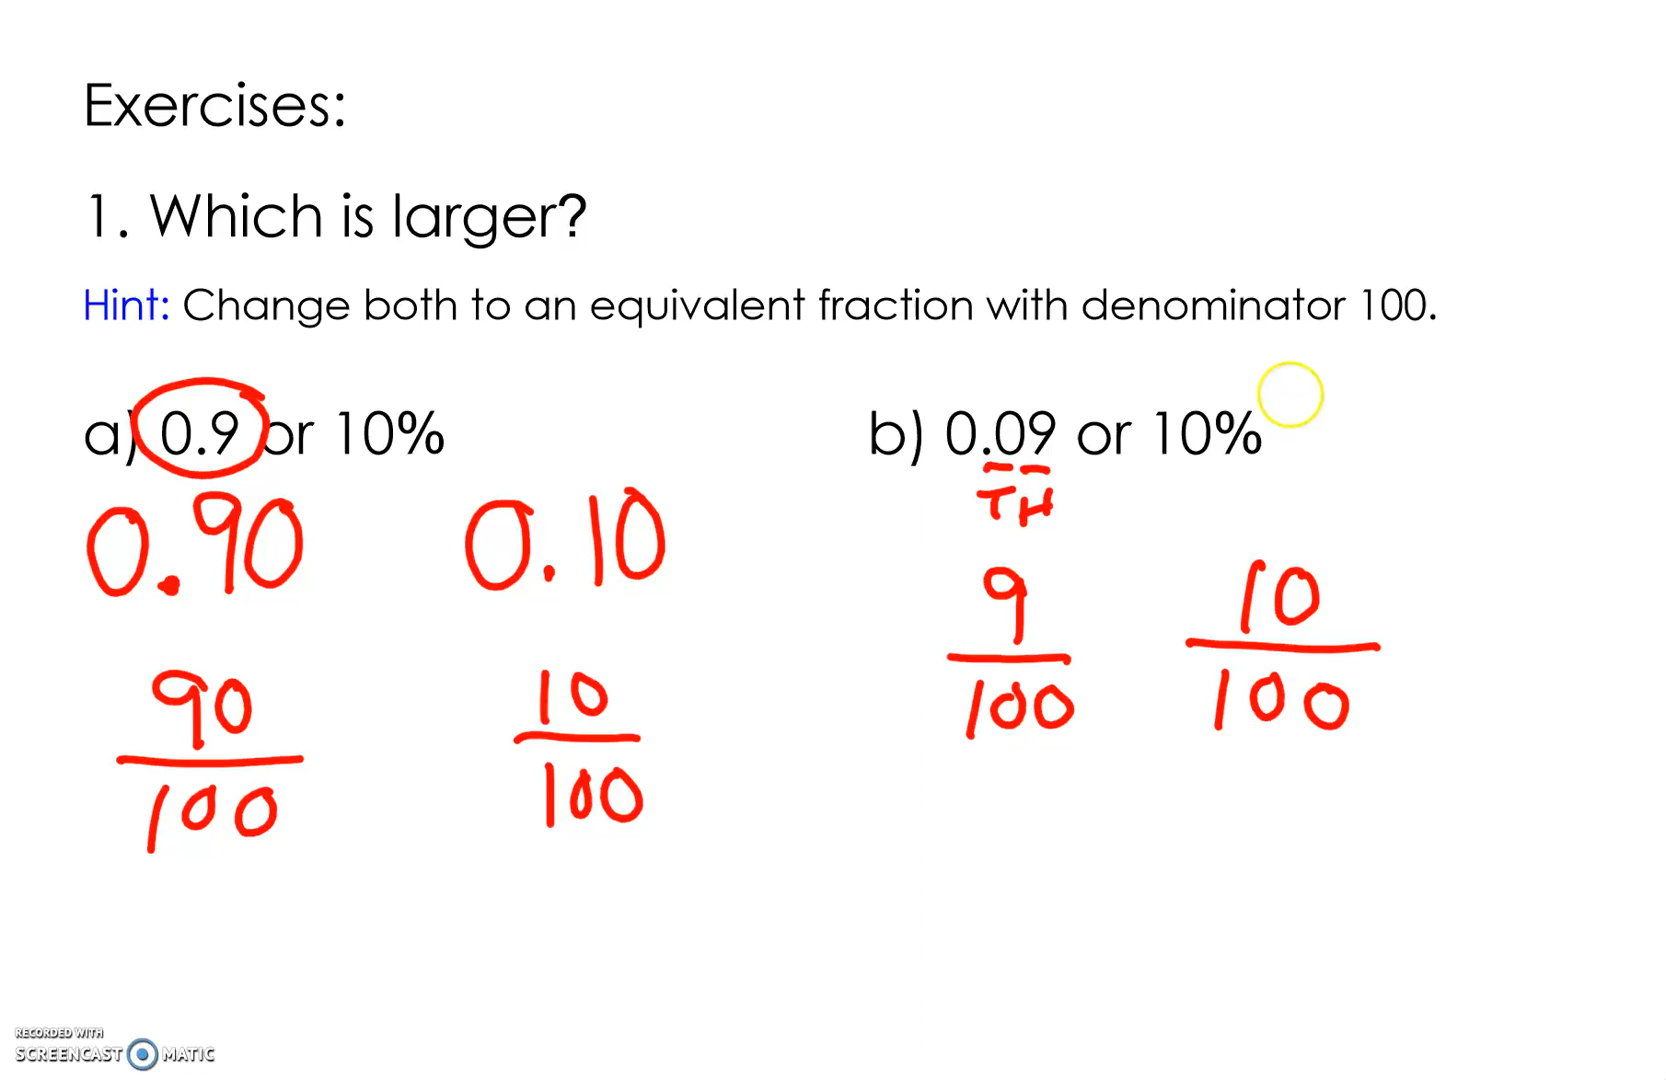 Exercises:
1. Which is larger?
Hint: Change both to an equivalent fraction with denominator 100.
a) 0.9 or 10%
0.90 0.10
90
100
10
100
b) 0.09 or 10%
T H
9
100
10
100
RECORDED WITH
SCREENCAST MATIC